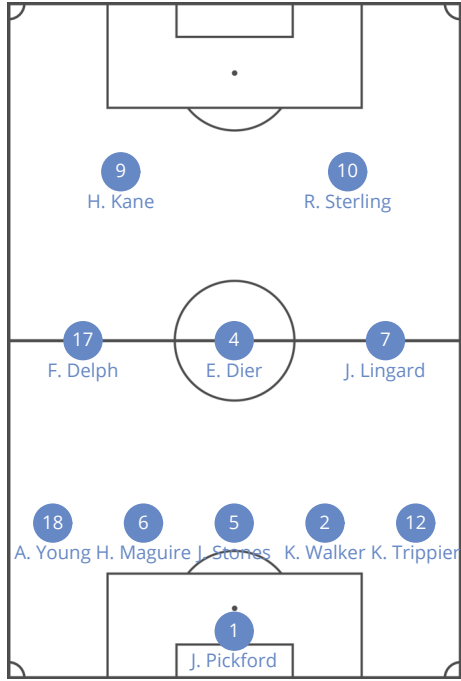 9 10
H. Kane R. Sterling
17 4 7
F. Delph E. Dier J. Lingard
18 6 5 2 12
A. Young H. Maguire J. Stones K. Walker K. Trippier
1
J. Pickford